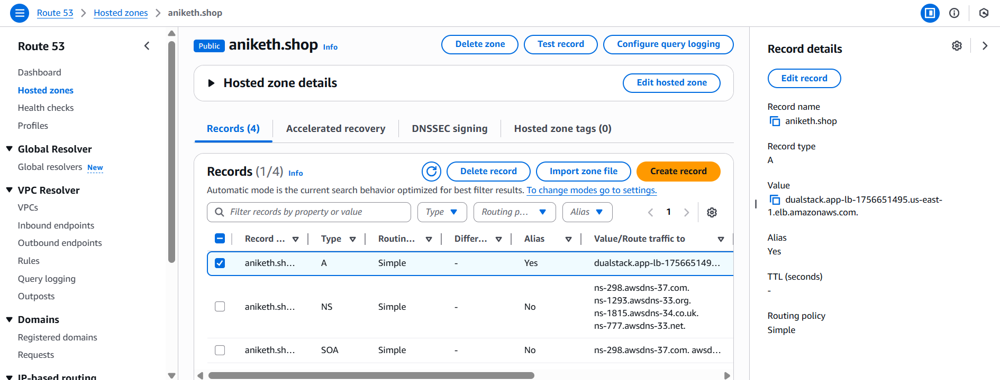 Route 53 > Hosted zones > aniketh.shop
Route 53
Dashboard
Hosted zones
Health checks
Profiles
Global Resolver
Global resolvers New
VPC Resolver
VPCs
Inbound endpoints
Outbound endpoints
Rules
Query logging
Outposts
Domains
Registered domains
Requests
IP-based routing
Public aniketh.shop Info
Delete zone
Test record
Configure query logging
Hosted zone details
Edit hosted zone
Records (4)
Accelerated recovery
DNSSEC signing
Hosted zone tags (0)
Records (1/4) Info
Delete record
Import zone file
Create record
Automatic mode is the current search behavior optimized for best filter results. To change modes go to settings.
Filter records by property or value
Type
Routing p...
Alias
1
Record ... Type Routin... Differ... Alias Value/Route traffic to
aniketh.sh... A Simple - Yes dualstack.app-lb-175665149...
aniketh.sh... NS Simple - No ns-298.awsdns-37.com.
ns-1293.awsdns-33.org.
ns-1815.awsdns-34.co.uk.
ns-777.awsdns-33.net.
aniketh.sh... SOA Simple - No ns-298.awsdns-37.com. awsd...
Record details
Edit record
Record name
aniketh.shop
Record type
A
Value
dualstack.app-lb-1756651495.us-east-
1.elb.amazonaws.com.
Alias
Yes
TTL (seconds)
-
Routing policy
Simple